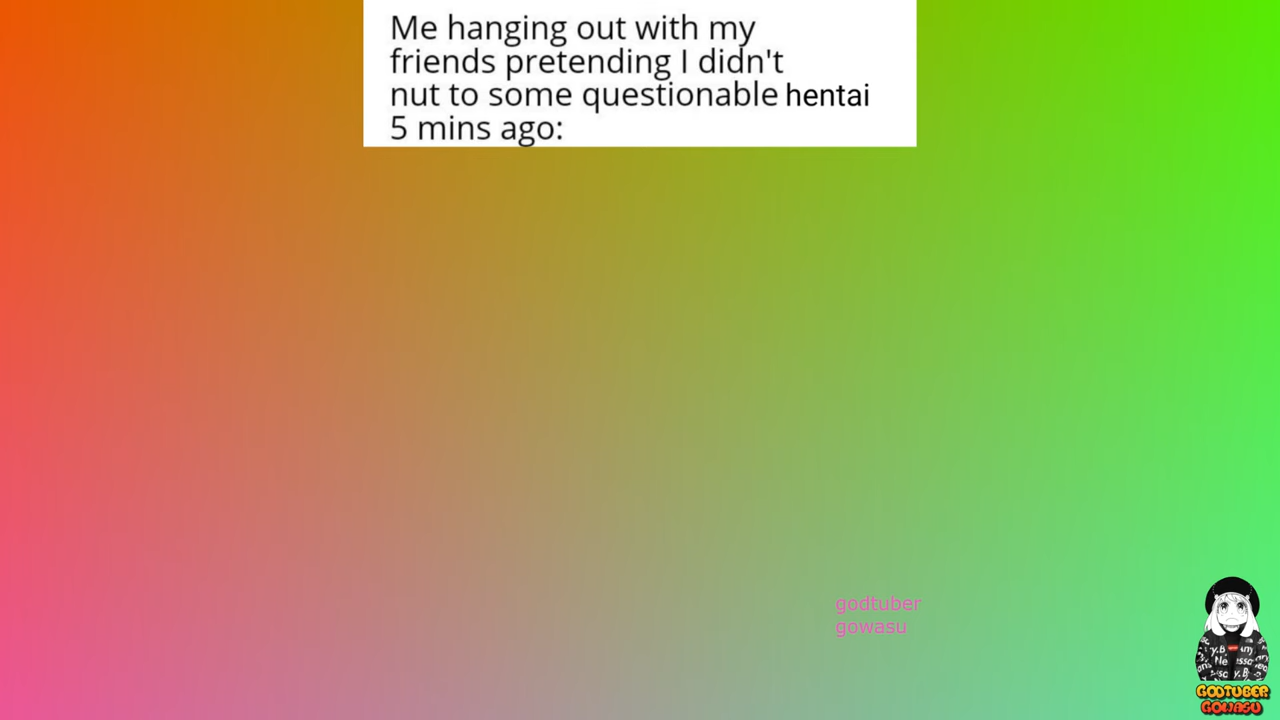 Me hanging out with my
friends pretending I didn't
nut to some questionable hentai
5 mins ago:
godtuber
gowasu
GODTUBER
GOWASU